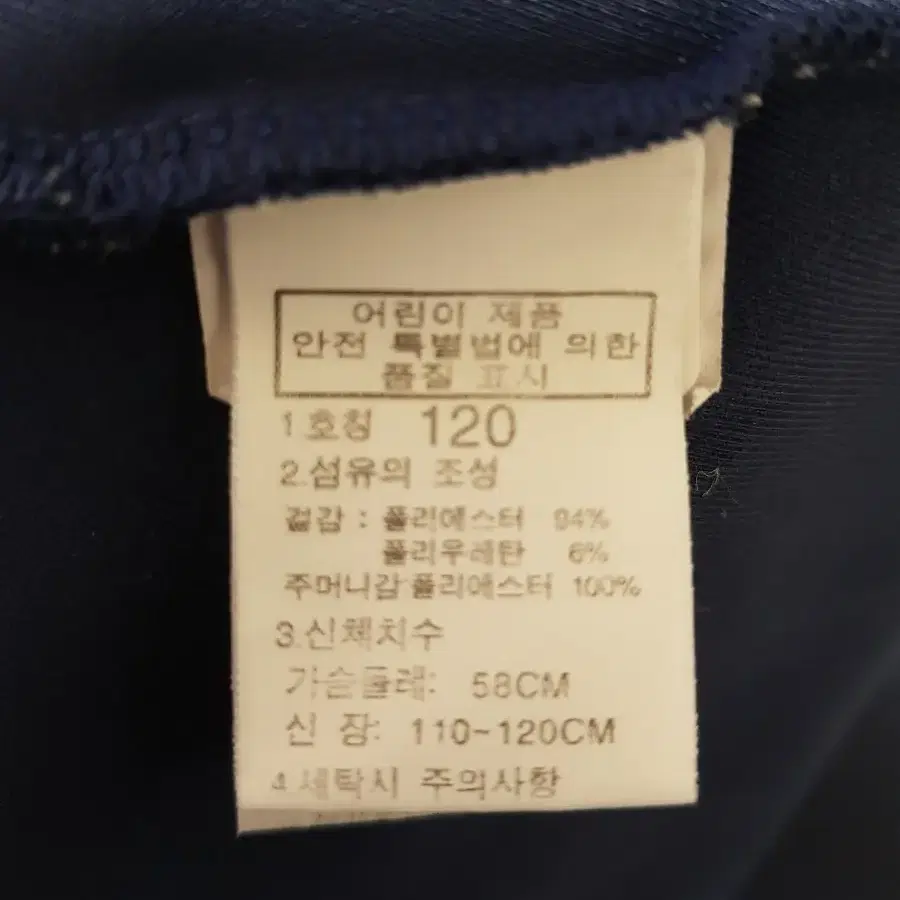 어린이 제품
안전 특별법에 의한
품질 표시
1.호칭 120
2.섬유의 조성
겉감 : 폴리에스터 94%
폴리우레탄 6%
주머니감 폴리에스터 100%
3.신체치수
가슴둘레: 58CM
신 장: 110~120CM
4.세탁시 주의사항